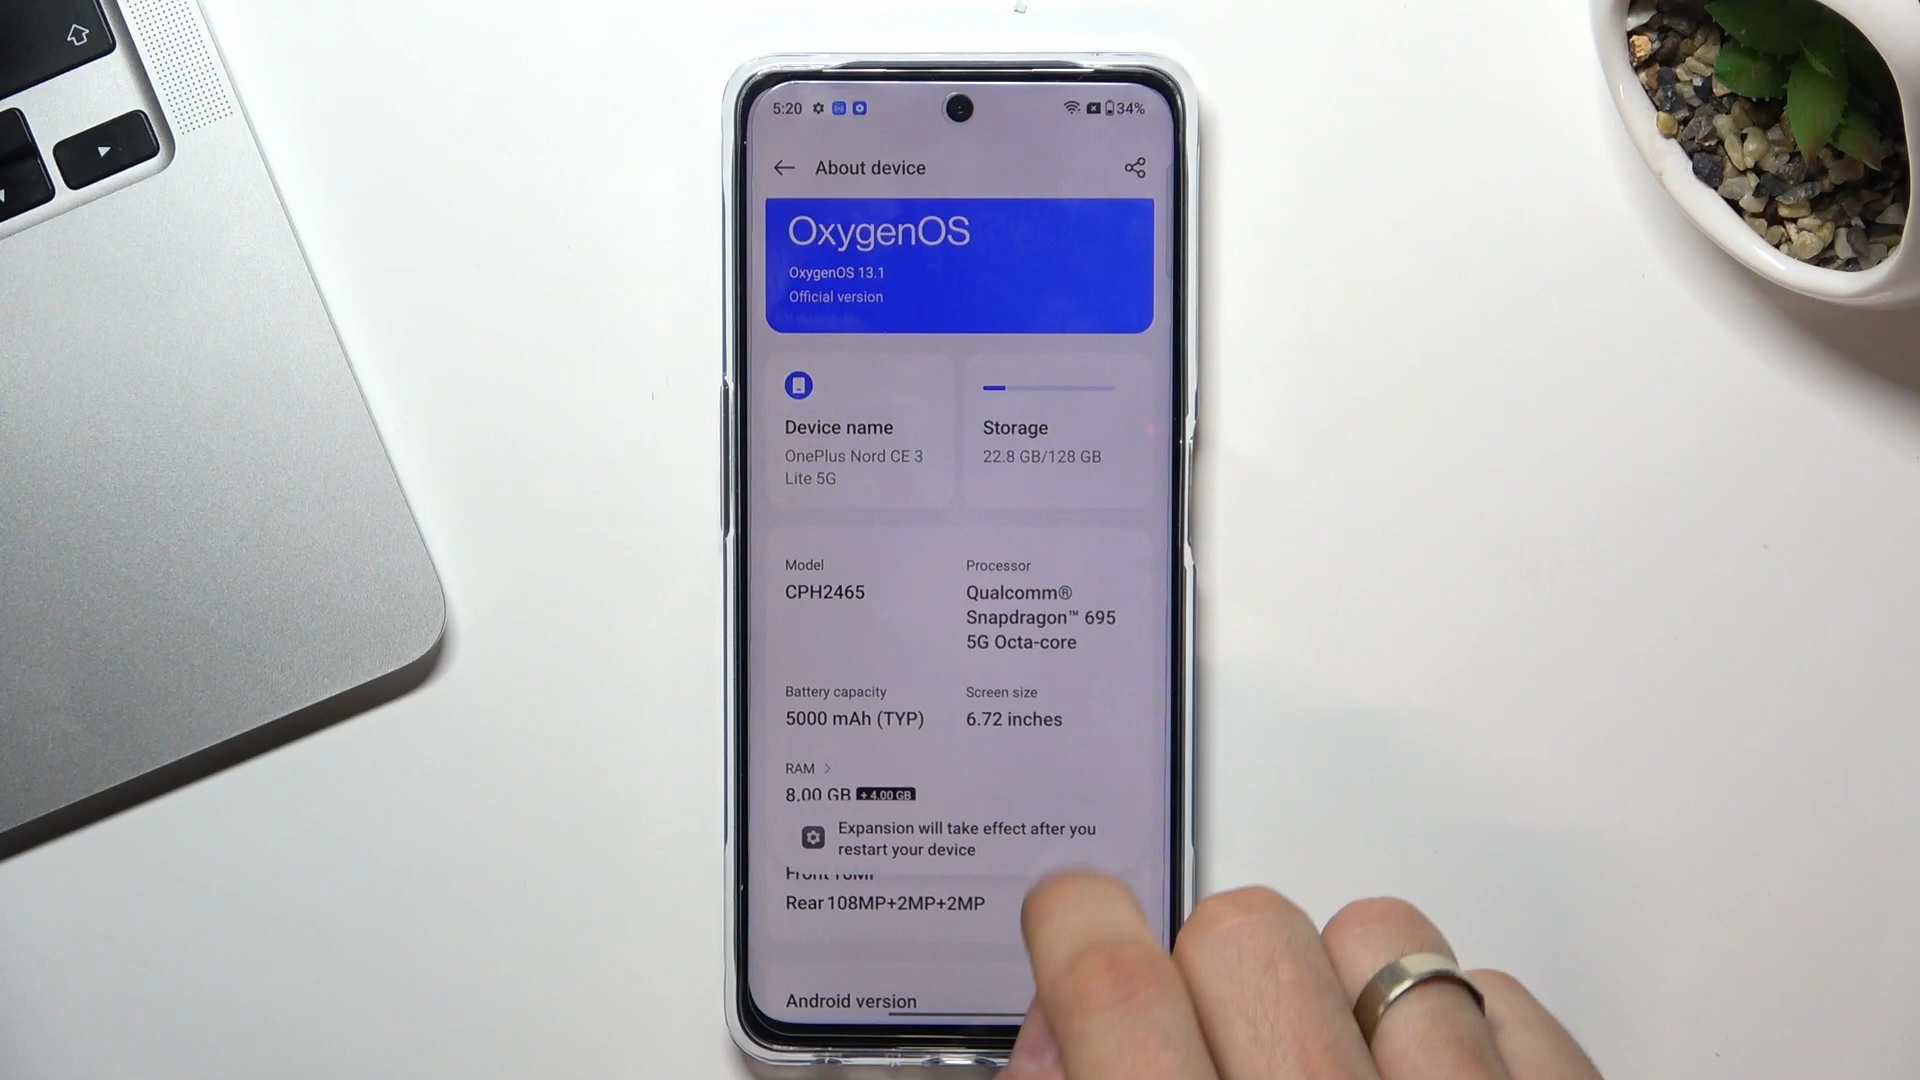 5:20
34%
About device
OxygenOS
OxygenOS 13.1
Official version
Device name
OnePlus Nord CE 3
Lite 5G
Storage
22.8 GB/128 GB
Model
CPH2465
Processor
Qualcomm®
Snapdragon™ 695
5G Octa-core
Battery capacity
5000 mAh (TYP)
Screen size
6.72 inches
RAM >
8.00 GB +4.00 GB
Expansion will take effect after you
restart your device
Front 16MP
Rear 108MP+2MP+2MP
Android version